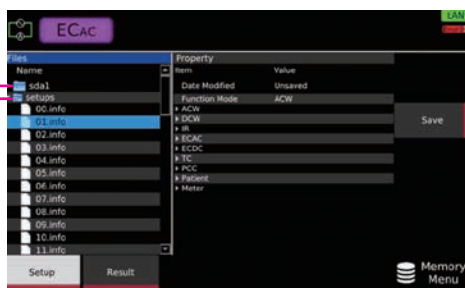 ECAC
LAN
Files
Property
Name
Item Value
sda1
Date Modified Unsaved
setups
Function Mode ACW
00.info
ACW
01.info
DCW
Save
02.info
IR
03.info
ECAC
04.info
ECDC
05.info
TC
06.info
PCC
07.info
Patient
08.info
Meter
09.info
10.info
11.info
Setup Result
Memory
Menu